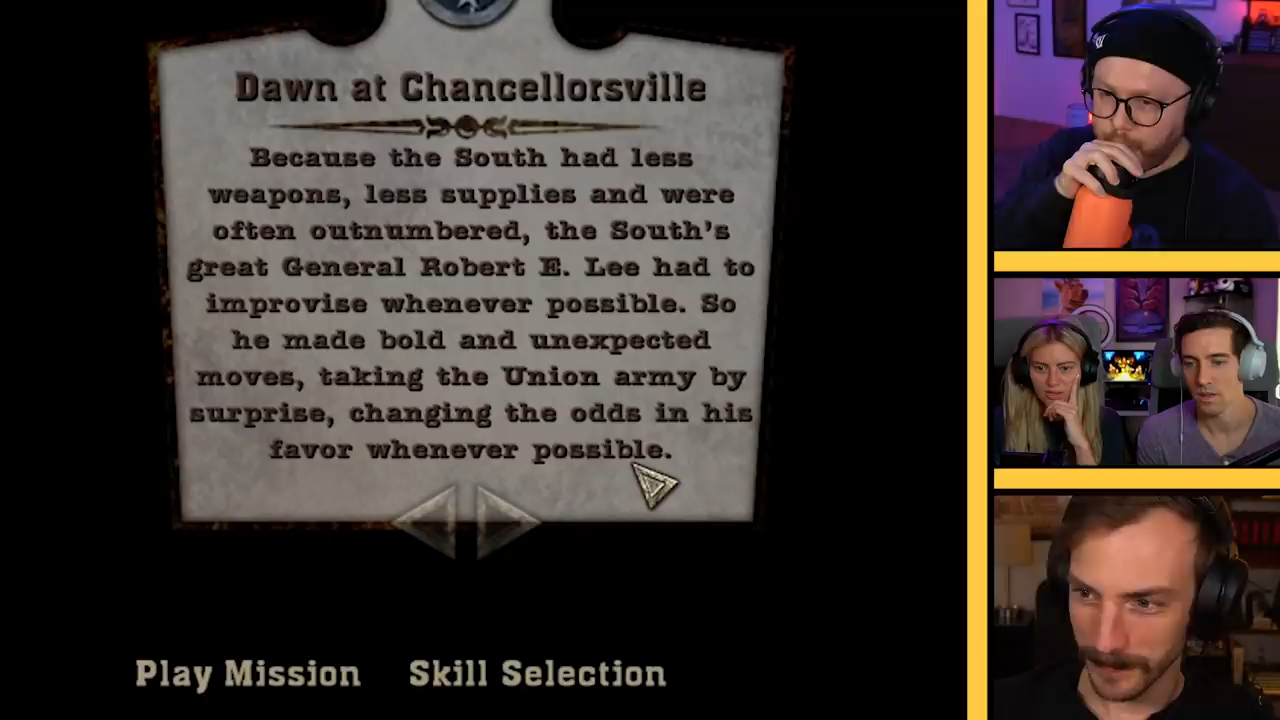 Dawn at Chancellorsville
Because the South had less
weapons, less supplies and were
often outnumbered, the South's
great General Robert E. Lee had to
improvise whenever possible. So
he made bold and unexpected
moves, taking the Union army by
surprise, changing the odds in his
favor whenever possible.
Play Mission
Skill Selection